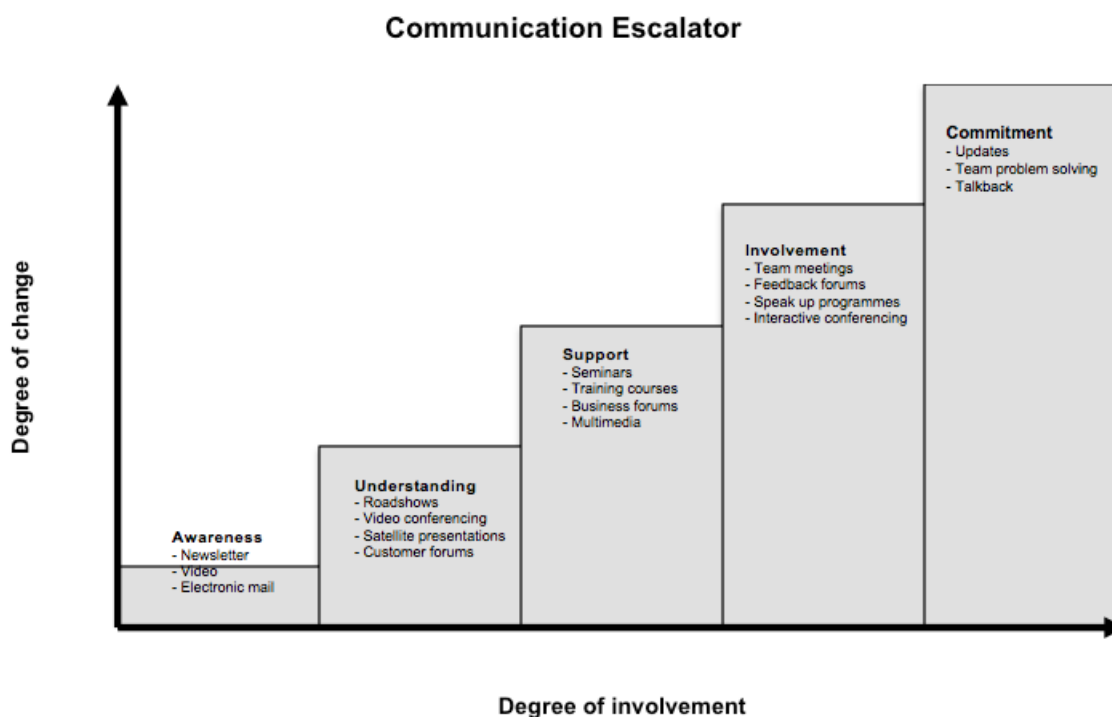 Communication Escalator
Degree of change
Awareness
- Newsletter
- Video
- Electronic mail
Understanding
- Roadshows
- Video conferencing
- Satellite presentations
- Customer forums
Support
- Seminars
- Training courses
- Business forums
- Multimedia
Involvement
- Team meetings
- Feedback forums
- Speak up programmes
- Interactive conferencing
Commitment
- Updates
- Team problem solving
- Talkback
Degree of involvement